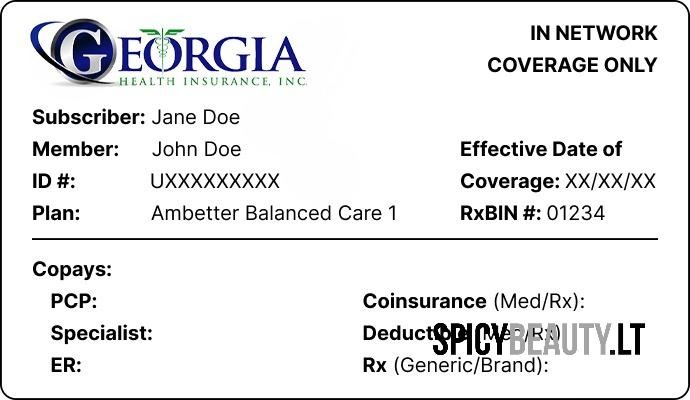 GEORGIA
HEALTH INSURANCE, INC.
IN NETWORK
COVERAGE ONLY
Subscriber: Jane Doe
Member: John Doe
Effective Date of
ID #: UXXXXXXXXX
Coverage: XX/XX/XX
Plan: Ambetter Balanced Care 1
RxBIN #: 01234
Copays:
PCP:
Coinsurance (Med/Rx):
Specialist:
Deductible (Med/Rx)
SPICYBEAUTY.LT
ER:
Rx (Generic/Brand):